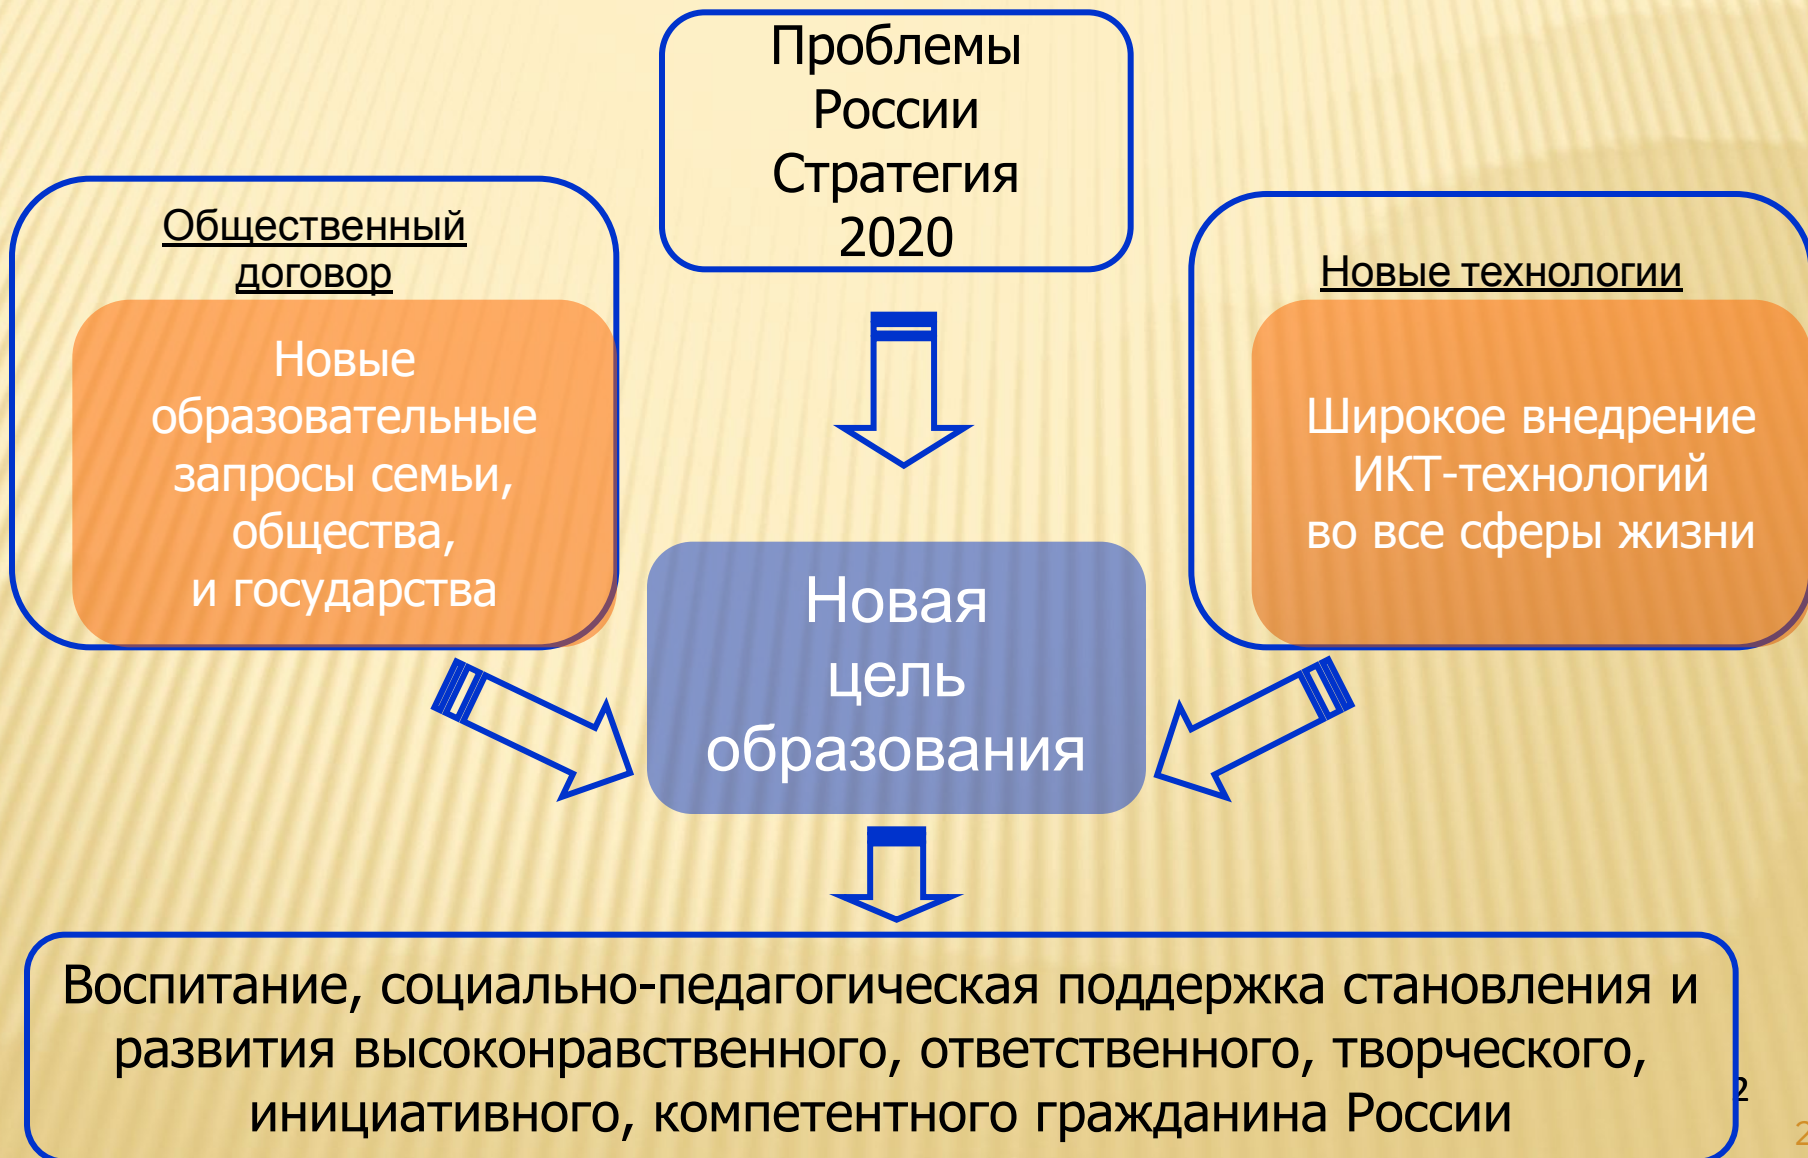 Проблемы
России
Стратегия
2020
Общественный
договор
Новые
образовательные
запросы семьи,
общества,
и государства
Новые технологии
Широкое внедрение
ИКТ-технологий
во все сферы жизни
Новая
цель
образования
Воспитание, социально-педагогическая поддержка становления и
развития высоконравственного, ответственного, творческого,
инициативного, компетентного гражданина России
2
2